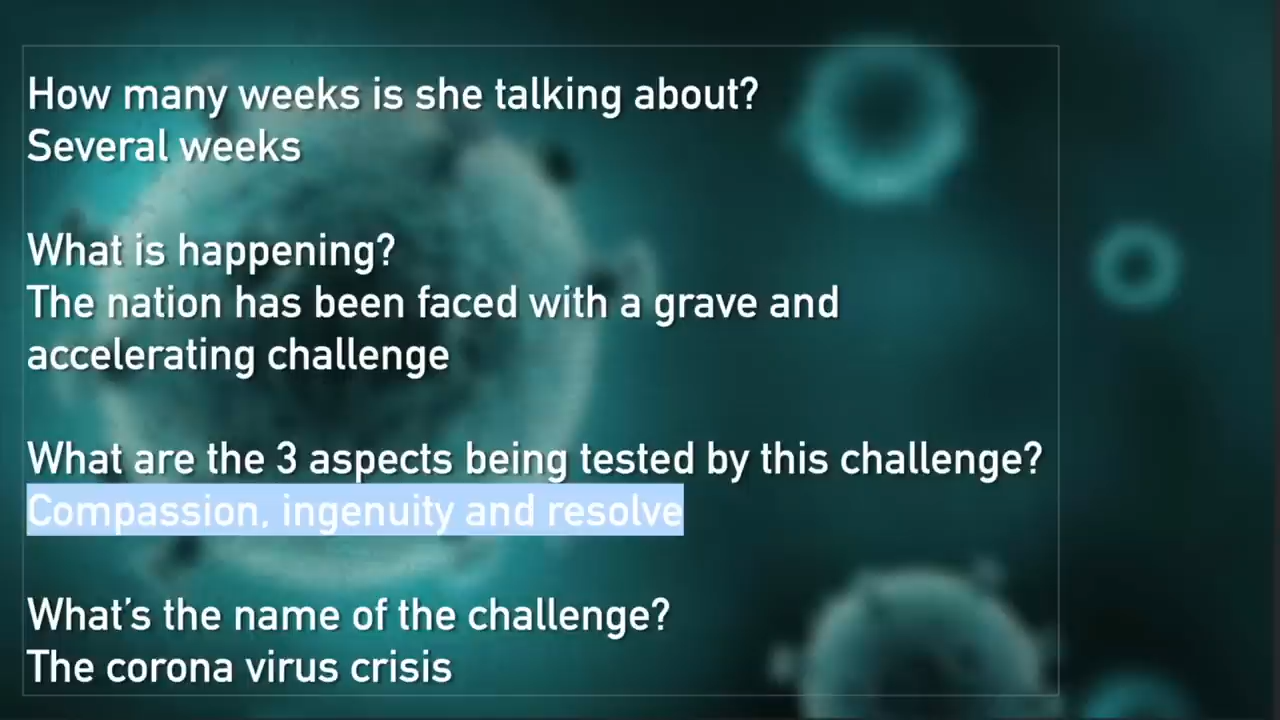 How many weeks is she talking about?
Several weeks
What is happening?
The nation has been faced with a grave and
accelerating challenge
What are the 3 aspects being tested by this challenge?
Compassion, ingenuity and resolve
What’s the name of the challenge?
The corona virus crisis